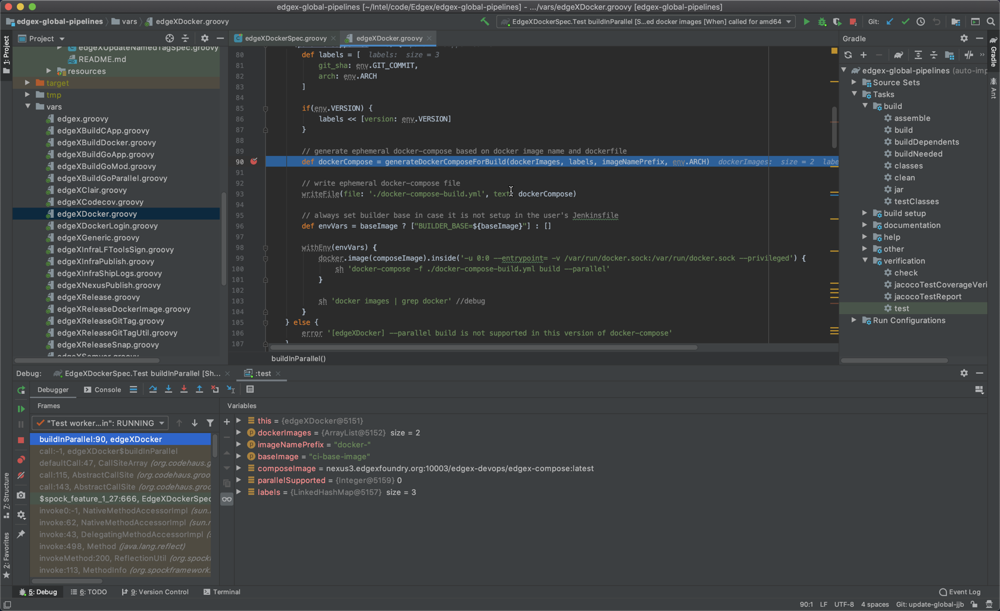 edgex-global-pipelines [~/Intel/code/Edgex/edgex-global-pipelines] - .../vars/edgeXDocker.groovy [edgex-global-pipelines]
edgex-global-pipelines vars edgeXDocker.groovy
EdgeXDockerSpec.Test buildInParallel [S...ed docker images [When] called for amd64
Git:
1: Project
Project
edgeXUpdateNamedTagSpec.groovy
README.md
resources
target
tmp
vars
edgex.groovy
edgeXBuildCApp.groovy
edgeXBuildDocker.groovy
edgeXBuildGoApp.groovy
edgeXBuildGoMod.groovy
edgeXBuildGoParallel.groovy
edgeXClair.groovy
edgeXCodecov.groovy
edgeXDocker.groovy
edgeXDockerLogin.groovy
edgeXGeneric.groovy
edgeXInfraLFToolsSign.groovy
edgeXInfraPublish.groovy
edgeXInfraShipLogs.groovy
edgeXNexusPublish.groovy
edgeXRelease.groovy
edgeXReleaseDockerImage.groovy
edgeXReleaseGitTag.groovy
edgeXReleaseGitTagUtil.groovy
edgeXReleaseSnap.groovy
edgeXSemver.groovy
edgeXDockerSpec.groovy edgeXDocker.groovy
80 def labels = [ labels: size = 3
81 git_sha: env.GIT_COMMIT,
82 arch: env.ARCH
83 ]
84
85 if(env.VERSION) {
86 labels << [version: env.VERSION]
87 }
88
89 // generate ephemeral docker-compose based on docker image name and dockerfile
90 def dockerCompose = generateDockerComposeForBuild(dockerImages, labels, imageNamePrefix, env.ARCH) dockerImages: size = 2 labe
91
92 // write ephemeral docker-compose file
93 writeFile(file: './docker-compose-build.yml', text: dockerCompose)
94
95 // always set builder base in case it is not setup in the user's Jenkinsfile
96 def envVars = baseImage ? ["BUILDER_BASE=${baseImage}"] : []
97
98 withEnv(envVars) {
99 docker.image(composeImage).inside('-u 0:0 --entrypoint= -v /var/run/docker.sock:/var/run/docker.sock --privileged') {
100 sh 'docker-compose -f ./docker-compose-build.yml build --parallel'
101 }
102
103 sh 'docker images | grep docker' //debug
104 }
105 } else {
106 error '[edgeXDocker] --parallel build is not supported in this version of docker-compose'
107 }
buildInParallel()
Gradle
edgex-global-pipelines (auto-imp
Source Sets
Tasks
build
assemble
build
buildDependents
buildNeeded
classes
clean
jar
testClasses
build setup
documentation
help
other
verification
check
jacocoTestCoverageVeri
jacocoTestReport
test
Run Configurations
Gradle
Ant
Debug: EdgeXDockerSpec.Test buildInParallel [Sh... :test
Debugger Console
Frames
"Test worker...in": RUNNING
buildInParallel:90, edgeXDocker
call:-1, edgeXDocker$buildInParallel
defaultCall:47, CallSiteArray (org.codehaus.g
call:115, AbstractCallSite (org.codehaus.groo
call:143, AbstractCallSite (org.codehaus.groo
$spock_feature_1_27:666, EdgeXDockerSpec
invoke0:-1, NativeMethodAccessorImpl (sun.
invoke:62, NativeMethodAccessorImpl (sun.r
invoke:43, DelegatingMethodAccessorImpl (s
invoke:498, Method (java.lang.reflect)
invokeMethod:200, ReflectionUtil (org.spockf
invoke:113, MethodInfo (org.spockframework.
Variables
this = {edgeXDocker@5151}
dockerImages = {ArrayList@5152} size = 2
imageNamePrefix = "docker-"
baseImage = "ci-base-image"
composeImage = nexus3.edgexfoundry.org:10003/edgex-devops/edgex-compose:latest
parallelSupported = {Integer@5159} 0
labels = {LinkedHashMap@5157} size = 3
Z: Structure
2: Favorites
5: Debug 6: TODO 9: Version Control Terminal Event Log
90:1 LF UTF-8 4 spaces Git: update-global-jjb